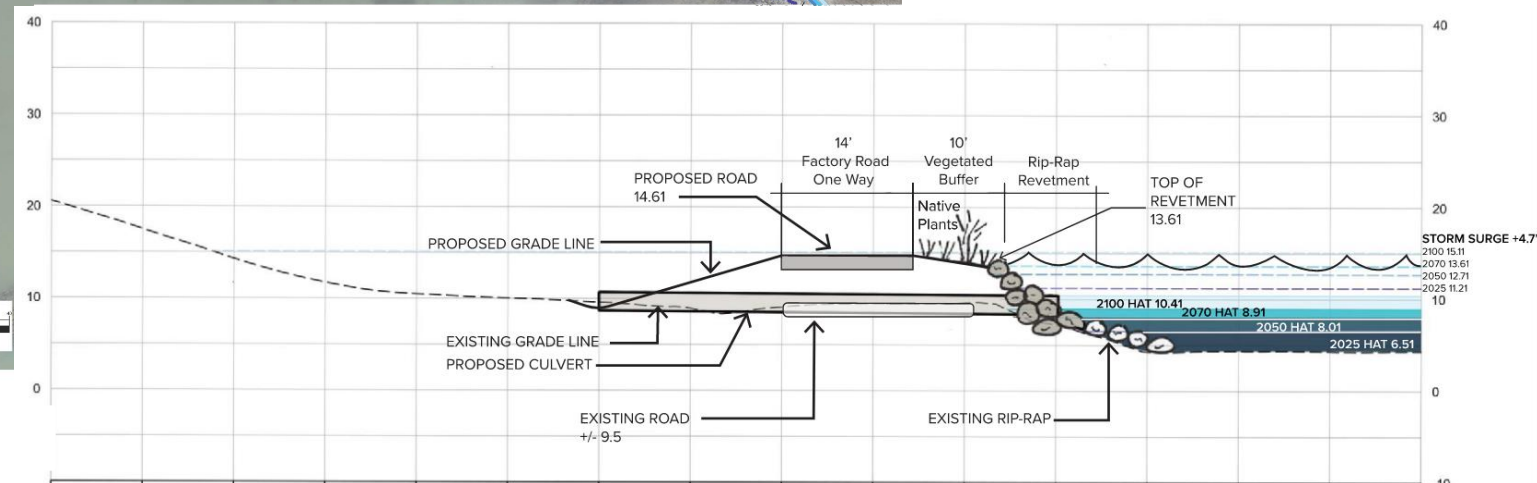 40
30
20
10
0
14'
Factory Road
One Way
10'
Vegetated
Buffer
Rip-Rap
Revetment
PROPOSED ROAD
14.61
TOP OF
REVETMENT
13.61
Native
Plants
PROPOSED GRADE LINE
EXISTING GRADE LINE
PROPOSED CULVERT
EXISTING ROAD
+/- 9.5
EXISTING RIP-RAP
2100 HAT 10.41
2070 HAT 8.91
2050 HAT 8.01
2025 HAT 6.51
40
30
20
STORM SURGE +4.7'
2100 15.11
2070 13.61
2050 12.71
2025 11.21
10
0